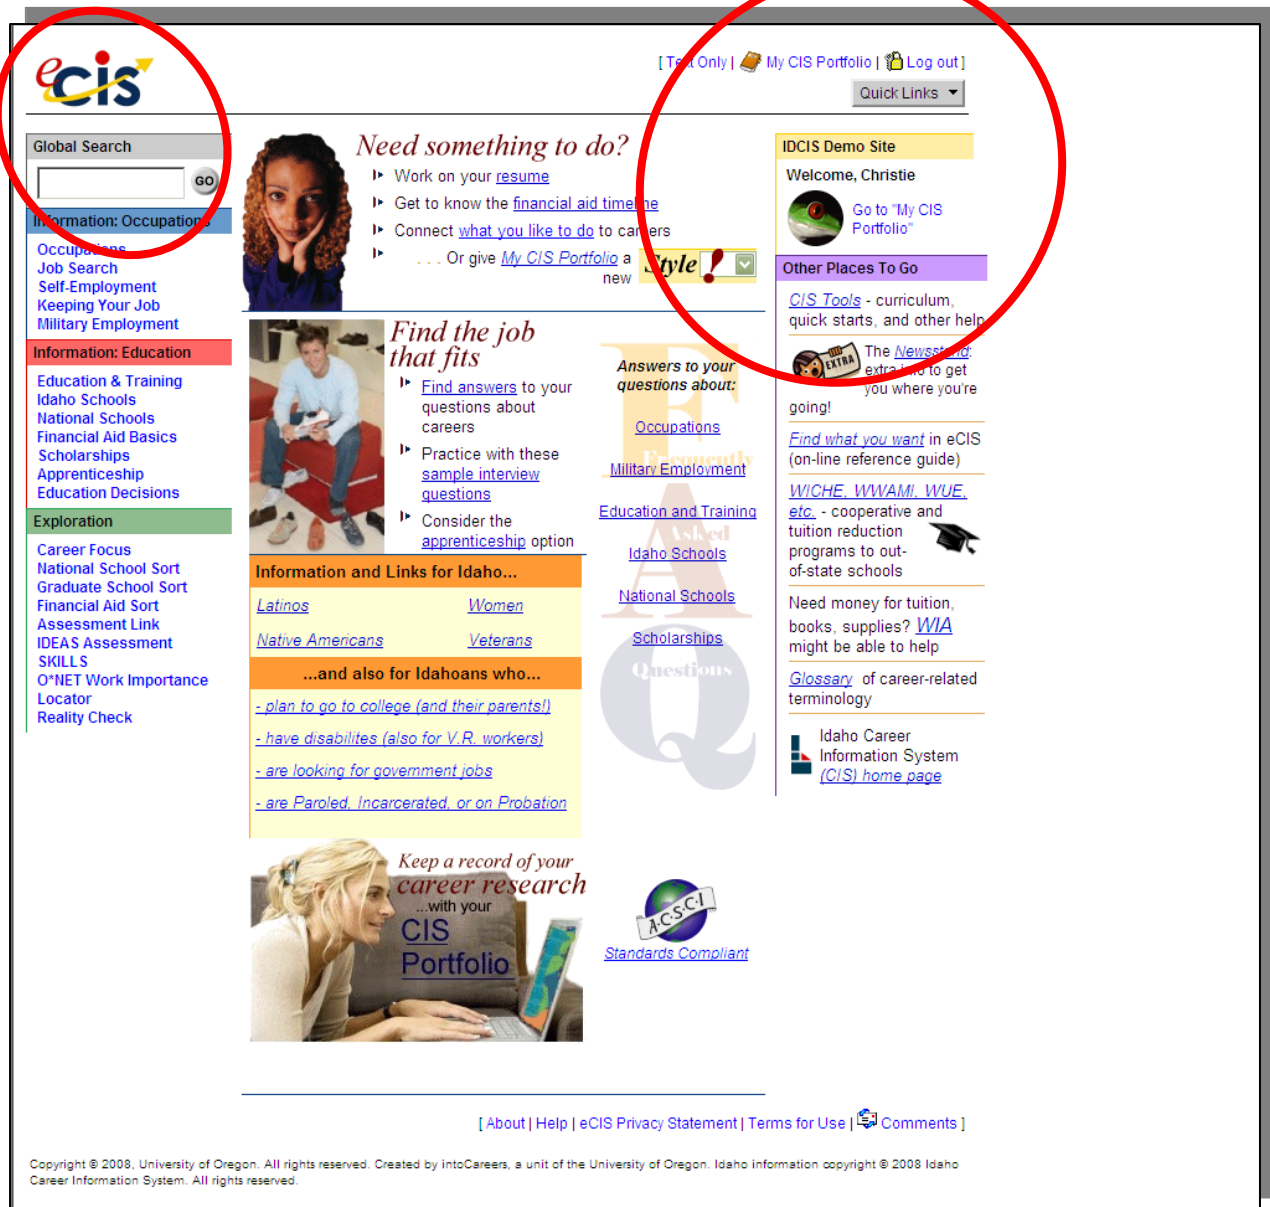 ecis
[ Text Only | My CIS Portfolio | Log out ]
Quick Links
Global Search
GO
Information: Occupations
Occupations
Job Search
Self-Employment
Keeping Your Job
Military Employment
Information: Education
Education & Training
Idaho Schools
National Schools
Financial Aid Basics
Scholarships
Apprenticeship
Education Decisions
Exploration
Career Focus
National School Sort
Graduate School Sort
Financial Aid Sort
Assessment Link
IDEAS Assessment
SKILLS
O*NET Work Importance
Locator
Reality Check
Need something to do?
Work on your resume
Get to know the financial aid timeline
Connect what you like to do to careers
. . . Or give My CIS Portfolio a
new
Style!
Find the job
that fits
Find answers to your
questions about
careers
Practice with these
sample interview
questions
Consider the
apprenticeship option
Answers to your
questions about:
Occupations
Frequently
Military Employment
Education and Training
Asked
Idaho Schools
National Schools
Scholarships
Questions
F
A
Q
Information and Links for Idaho...
Latinos Women
Native Americans Veterans
...and also for Idahoans who...
- plan to go to college (and their parents!)
- have disabilites (also for V.R. workers)
- are looking for government jobs
- are Paroled, Incarcerated, or on Probation
Keep a record of your
career research
...with your
CIS
Portfolio
A·C·S·C·I
Standards Compliant
IDCIS Demo Site
Welcome, Christie
Go to "My CIS
Portfolio"
Other Places To Go
CIS Tools - curriculum,
quick starts, and other help
EXTRA
The Newsstand:
extra info to get
you where you're
going!
Find what you want in eCIS
(on-line reference guide)
WICHE, WWAMI, WUE,
etc. - cooperative and
tuition reduction
programs to out-
of-state schools
Need money for tuition,
books, supplies? WIA
might be able to help
Glossary of career-related
terminology
Idaho Career
Information System
(CIS) home page
[ About | Help | eCIS Privacy Statement | Terms for Use | Comments ]
Copyright © 2008, University of Oregon. All rights reserved. Created by intoCareers, a unit of the University of Oregon. Idaho information copyright © 2008 Idaho
Career Information System. All rights reserved.